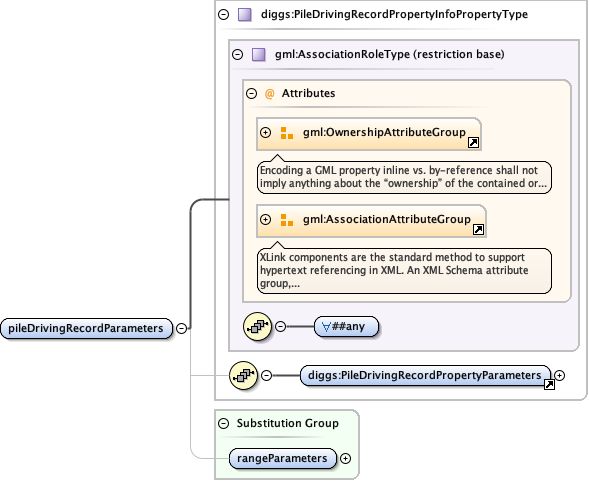 diggs:PileDrivingRecordPropertyInfoPropertyType
gml:AssociationRoleType (restriction base)
@ Attributes
gml:OwnershipAttributeGroup
Encoding a GML property inline vs. by-reference shall not
imply anything about the “ownership” of the contained or...
gml:AssociationAttributeGroup
XLink components are the standard method to support
hypertext referencing in XML. An XML Schema attribute
group,...
pileDrivingRecordParameters
∀##any
diggs:PileDrivingRecordPropertyParameters
Substitution Group
rangeParameters